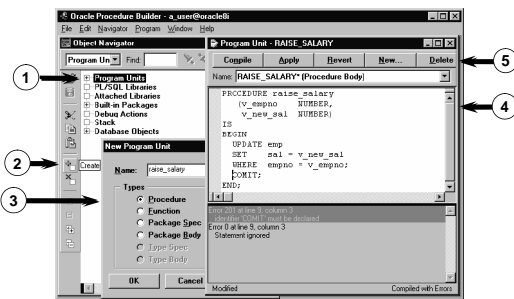 Oracle Procedure Builder - a_user@oracle8i
File Edit Navigator Program Window Help
Object Navigator
Program Un Find:
1
Program Units
PL/SQL Libraries
Attached Libraries
Built-in Packages
Debug Actions
Stack
Database Objects
2
Create
New Program Unit
3
Name: raise_salary
Types
Procedure
Function
Package Spec
Package Body
Type Spec
Type Body
OK Cancel
Program Unit - RAISE_SALARY
Compile Apply Revert New... Delete
5
Name: RAISE_SALARY* (Procedure Body)
4
PROCEDURE raise_salary
(v_empno NUMBER,
v_new_sal NUMBER)
IS
BEGIN
UPDATE emp
SET sal = v_new_sal
WHERE empno = v_empno;
COMIT;
END;
Error 201 at line 9, column 3
identifier 'COMIT' must be declared
Error 0 at line 9, column 3
Statement ignored
Modified Compiled with Errors